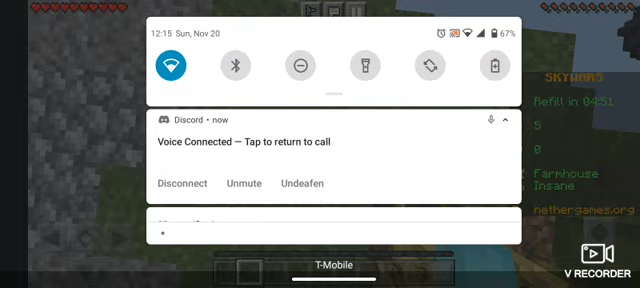 12:15 Sun, Nov 20
67%
SKYWARS
Refill in 04:51
5
0
Farmhouse
Insane
nethergames.org
Discord • now
Voice Connected — Tap to return to call
Disconnect Unmute Undeafen
T-Mobile
V RECORDER